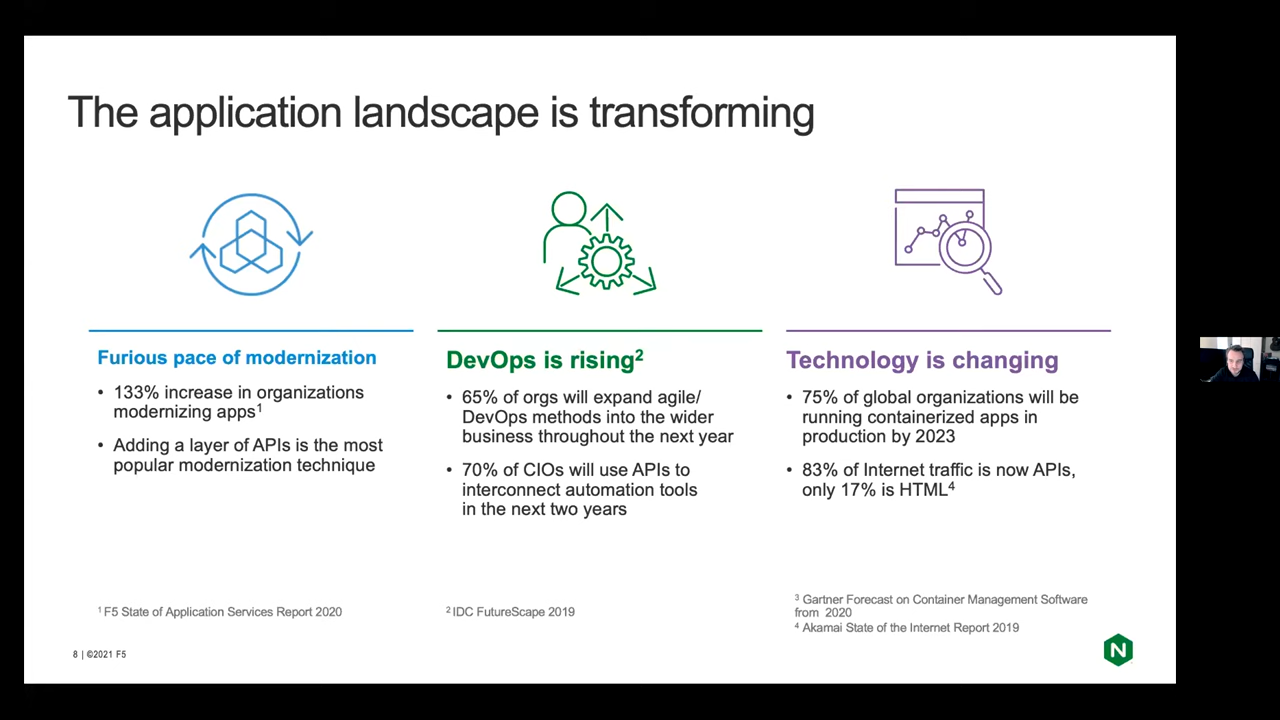 The application landscape is transforming
Furious pace of modernization
• 133% increase in organizations
modernizing apps¹
• Adding a layer of APIs is the most
popular modernization technique
DevOps is rising²
• 65% of orgs will expand agile/
DevOps methods into the wider
business throughout the next year
• 70% of CIOs will use APIs to
interconnect automation tools
in the next two years
Technology is changing
• 75% of global organizations will be
running containerized apps in
production by 2023
• 83% of Internet traffic is now APIs,
only 17% is HTML⁴
¹ F5 State of Application Services Report 2020
² IDC FutureScape 2019
³ Gartner Forecast on Container Management Software
from 2020
⁴ Akamai State of the Internet Report 2019
8 | ©2021 F5
N